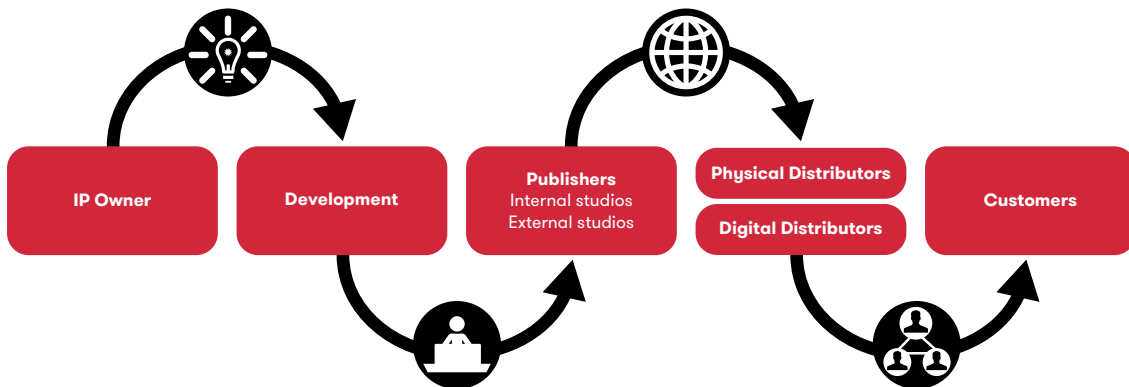 IP Owner
Development
Publishers
Internal studios
External studios
Physical Distributors
Digital Distributors
Customers